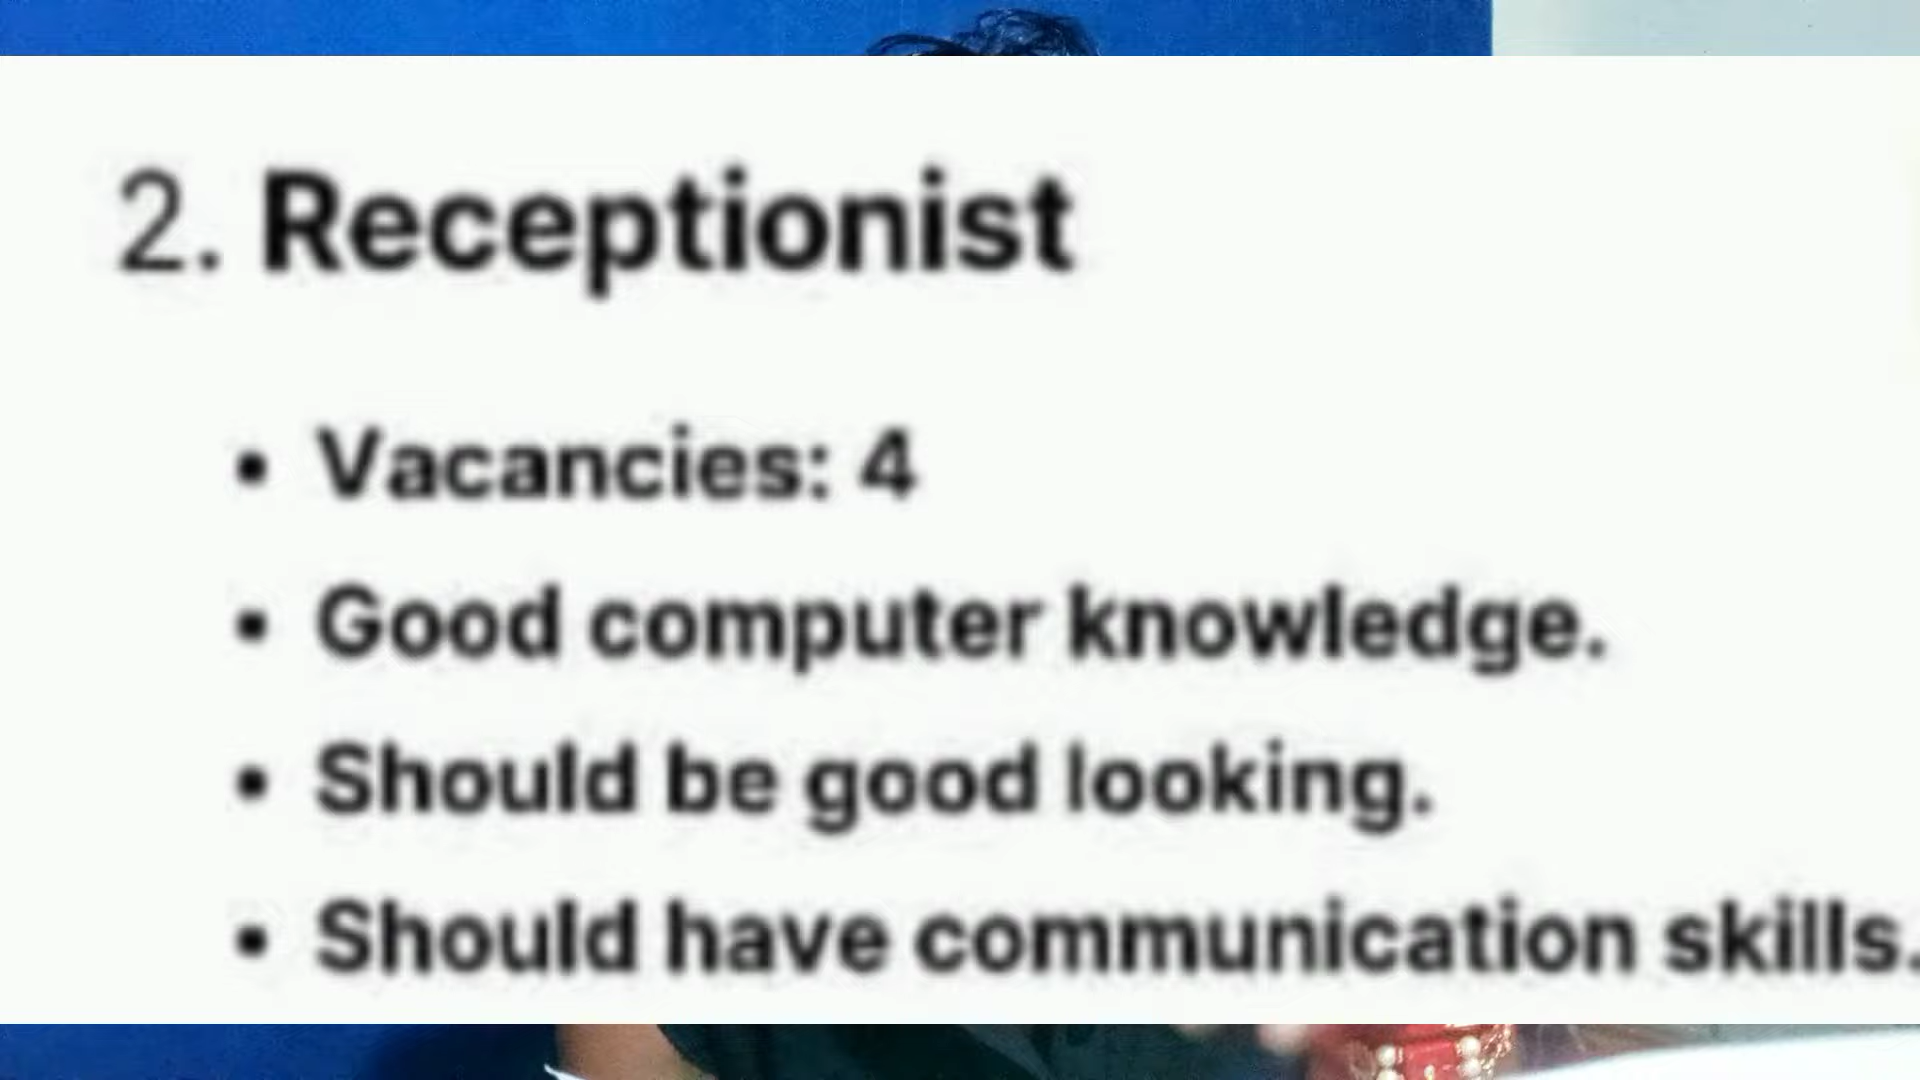 2. Receptionist
• Vacancies: 4
• Good computer knowledge.
• Should be good looking.
• Should have communication skills.